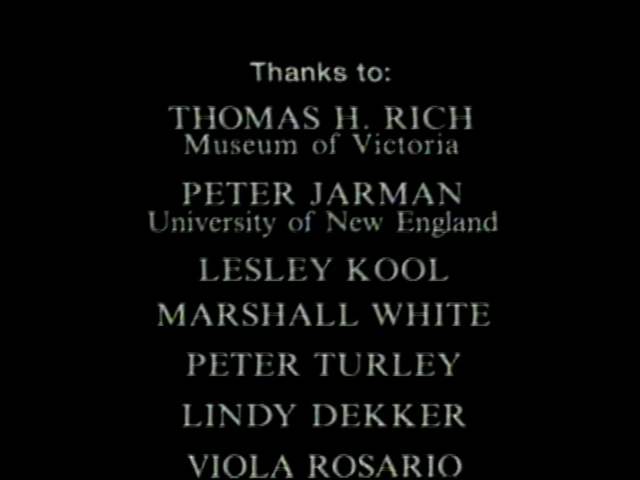 Thanks to:
THOMAS H. RICH
Museum of Victoria
PETER JARMAN
University of New England
LESLEY KOOL
MARSHALL WHITE
PETER TURLEY
LINDY DEKKER
VIOLA ROSARIO